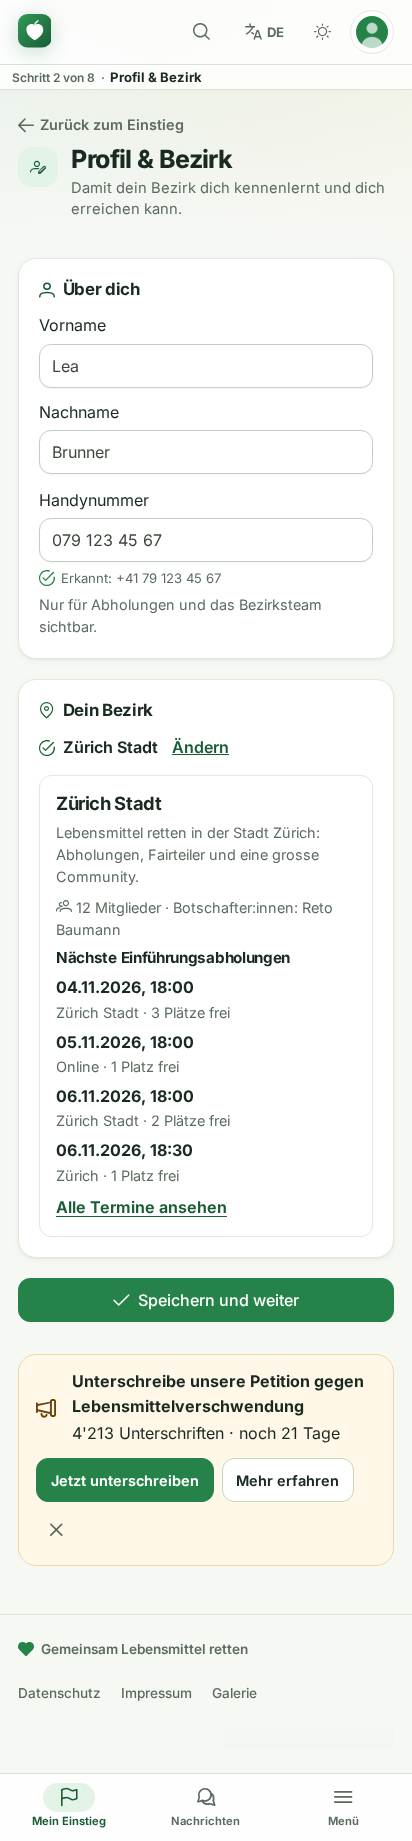 DE
Schritt 2 von 8 · Profil & Bezirk
Zurück zum Einstieg
Profil & Bezirk
Damit dein Bezirk dich kennenlernt und dich
erreichen kann.
Über dich
Vorname
Lea
Nachname
Brunner
Handynummer
079 123 45 67
Erkannt: +41 79 123 45 67
Nur für Abholungen und das Bezirksteam
sichtbar.
Dein Bezirk
Zürich Stadt Ändern
Zürich Stadt
Lebensmittel retten in der Stadt Zürich:
Abholungen, Fairteiler und eine grosse
Community.
12 Mitglieder · Botschafter:innen: Reto
Baumann
Nächste Einführungsabholungen
04.11.2026, 18:00
Zürich Stadt · 3 Plätze frei
05.11.2026, 18:00
Online · 1 Platz frei
06.11.2026, 18:00
Zürich Stadt · 2 Plätze frei
06.11.2026, 18:30
Zürich · 1 Platz frei
Alle Termine ansehen
Speichern und weiter
Unterschreibe unsere Petition gegen
Lebensmittelverschwendung
4'213 Unterschriften · noch 21 Tage
Jetzt unterschreiben Mehr erfahren
Gemeinsam Lebensmittel retten
Datenschutz Impressum Galerie
Mein Einstieg Nachrichten Menü